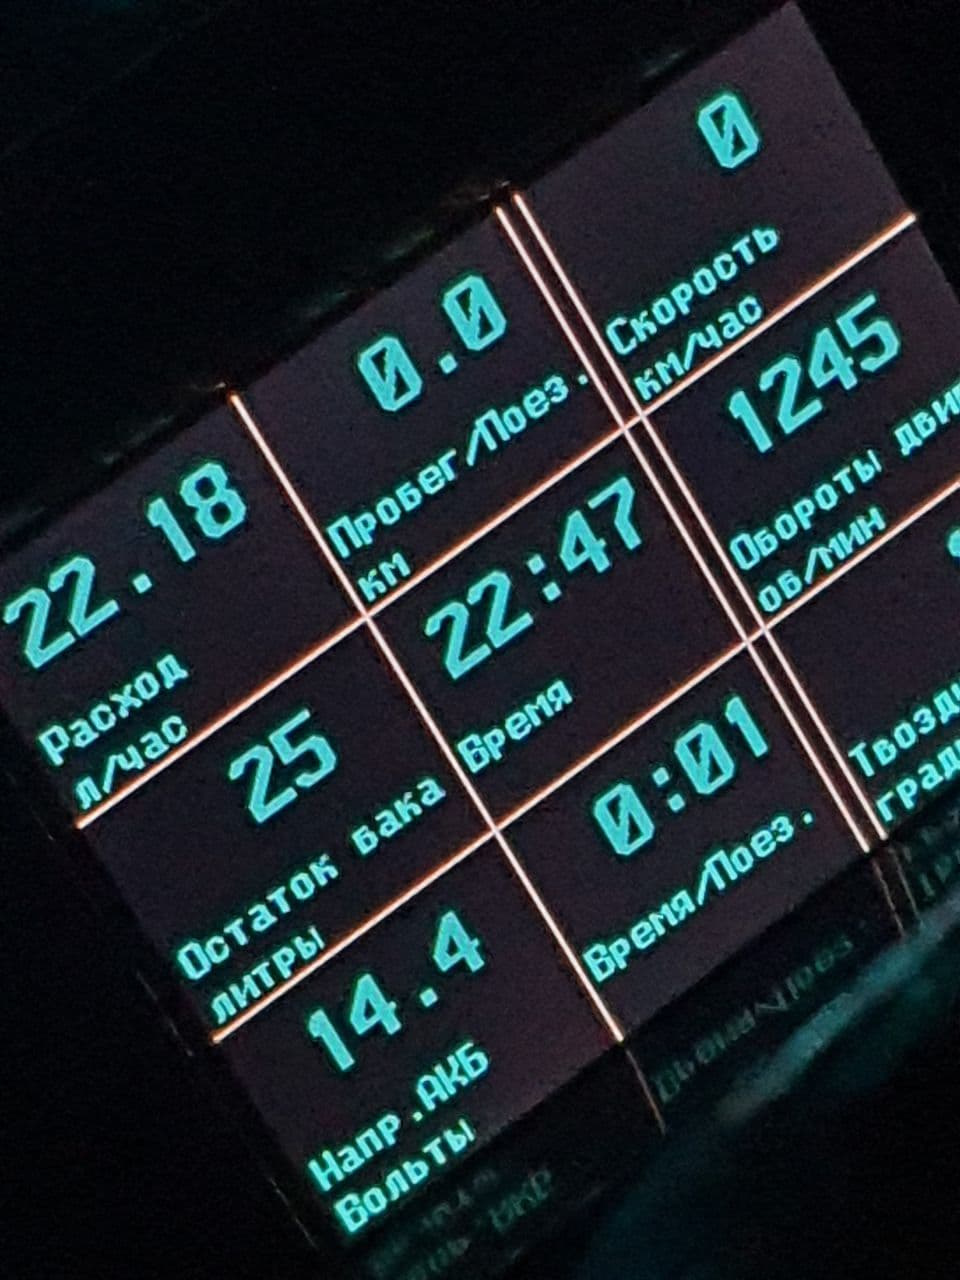 22.18
Расход
л/час
0.0
Пробег/Поез.
км
0
Скорость
км/час
25
Остаток бака
литры
22:47
Время
1245
Обороты
об/мин
14.4
Напр.АКБ
Вольты
0:01
Время/Поез.